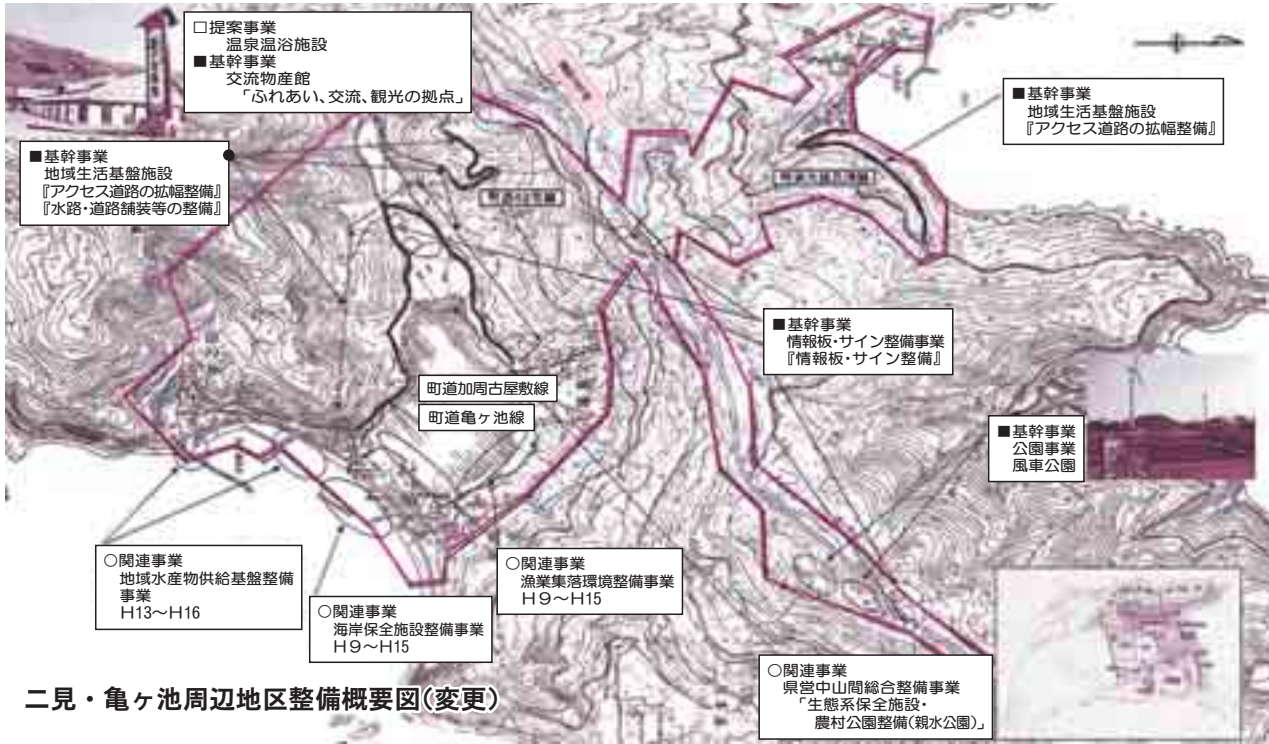 □提案事業
温泉温浴施設
■基幹事業
交流物産館
「ふれあい、交流、観光の拠点」
■基幹事業
地域生活基盤施設
『アクセス道路の拡幅整備』
■基幹事業
地域生活基盤施設
『アクセス道路の拡幅整備』
『水路・道路舗装等の整備』
■基幹事業
情報板・サイン整備事業
『情報板・サイン整備』
町道加周古屋敷線
町道亀ヶ池線
■基幹事業
公園事業
風車公園
○関連事業
地域水産物供給基盤整備
事業
H13〜H16
○関連事業
海岸保全施設整備事業
H9〜H15
○関連事業
漁業集落環境整備事業
H9〜H15
○関連事業
県営中山間総合整備事業
「生態系保全施設・
農村公園整備(親水公園)」
二見・亀ヶ池周辺地区整備概要図(変更)